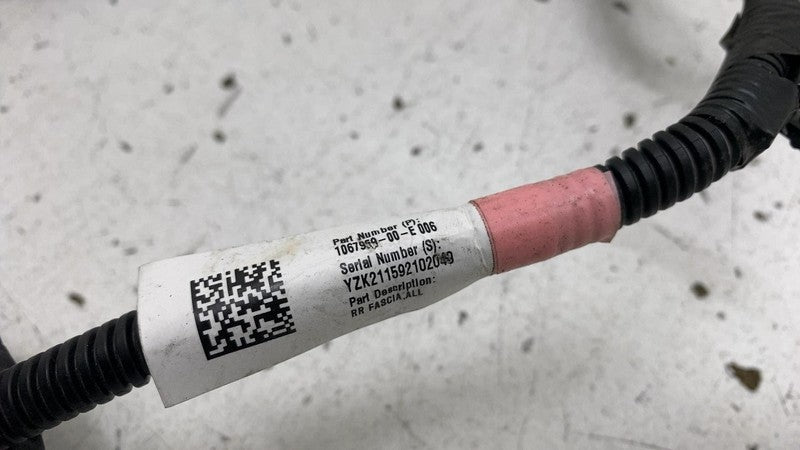 Part Number (P):
1067959-00-E 006
Serial Number (S):
YZK211592102049
Part Description:
RR FASCIA,ALL